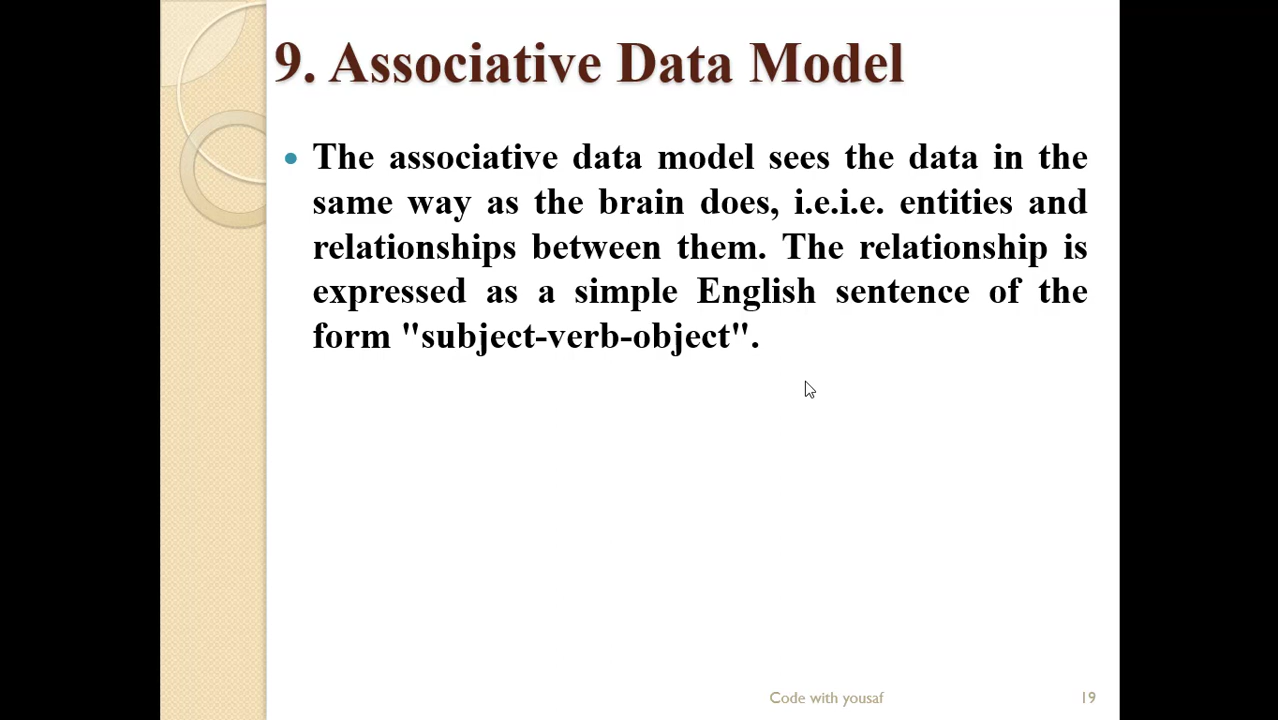 9. Associative Data Model
• The associative data model sees the data in the
same way as the brain does, i.e.i.e. entities and
relationships between them. The relationship is
expressed as a simple English sentence of the
form "subject-verb-object".
Code with yousaf
19